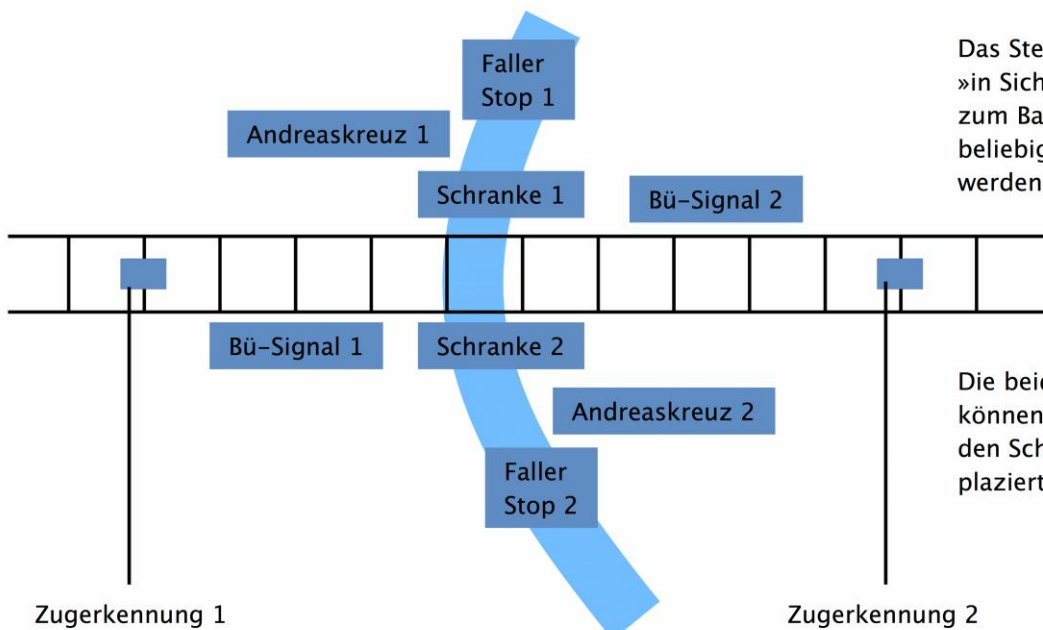 Faller
Stop 1
Andreaskreuz 1
Schranke 1
Bü-Signal 2
Das Ste
»in Sich
zum Ba
beliebig
werden
Bü-Signal 1
Schranke 2
Andreaskreuz 2
Faller
Stop 2
Die beid
können
den Sch
plaziert
Zugerkennung 1
Zugerkennung 2